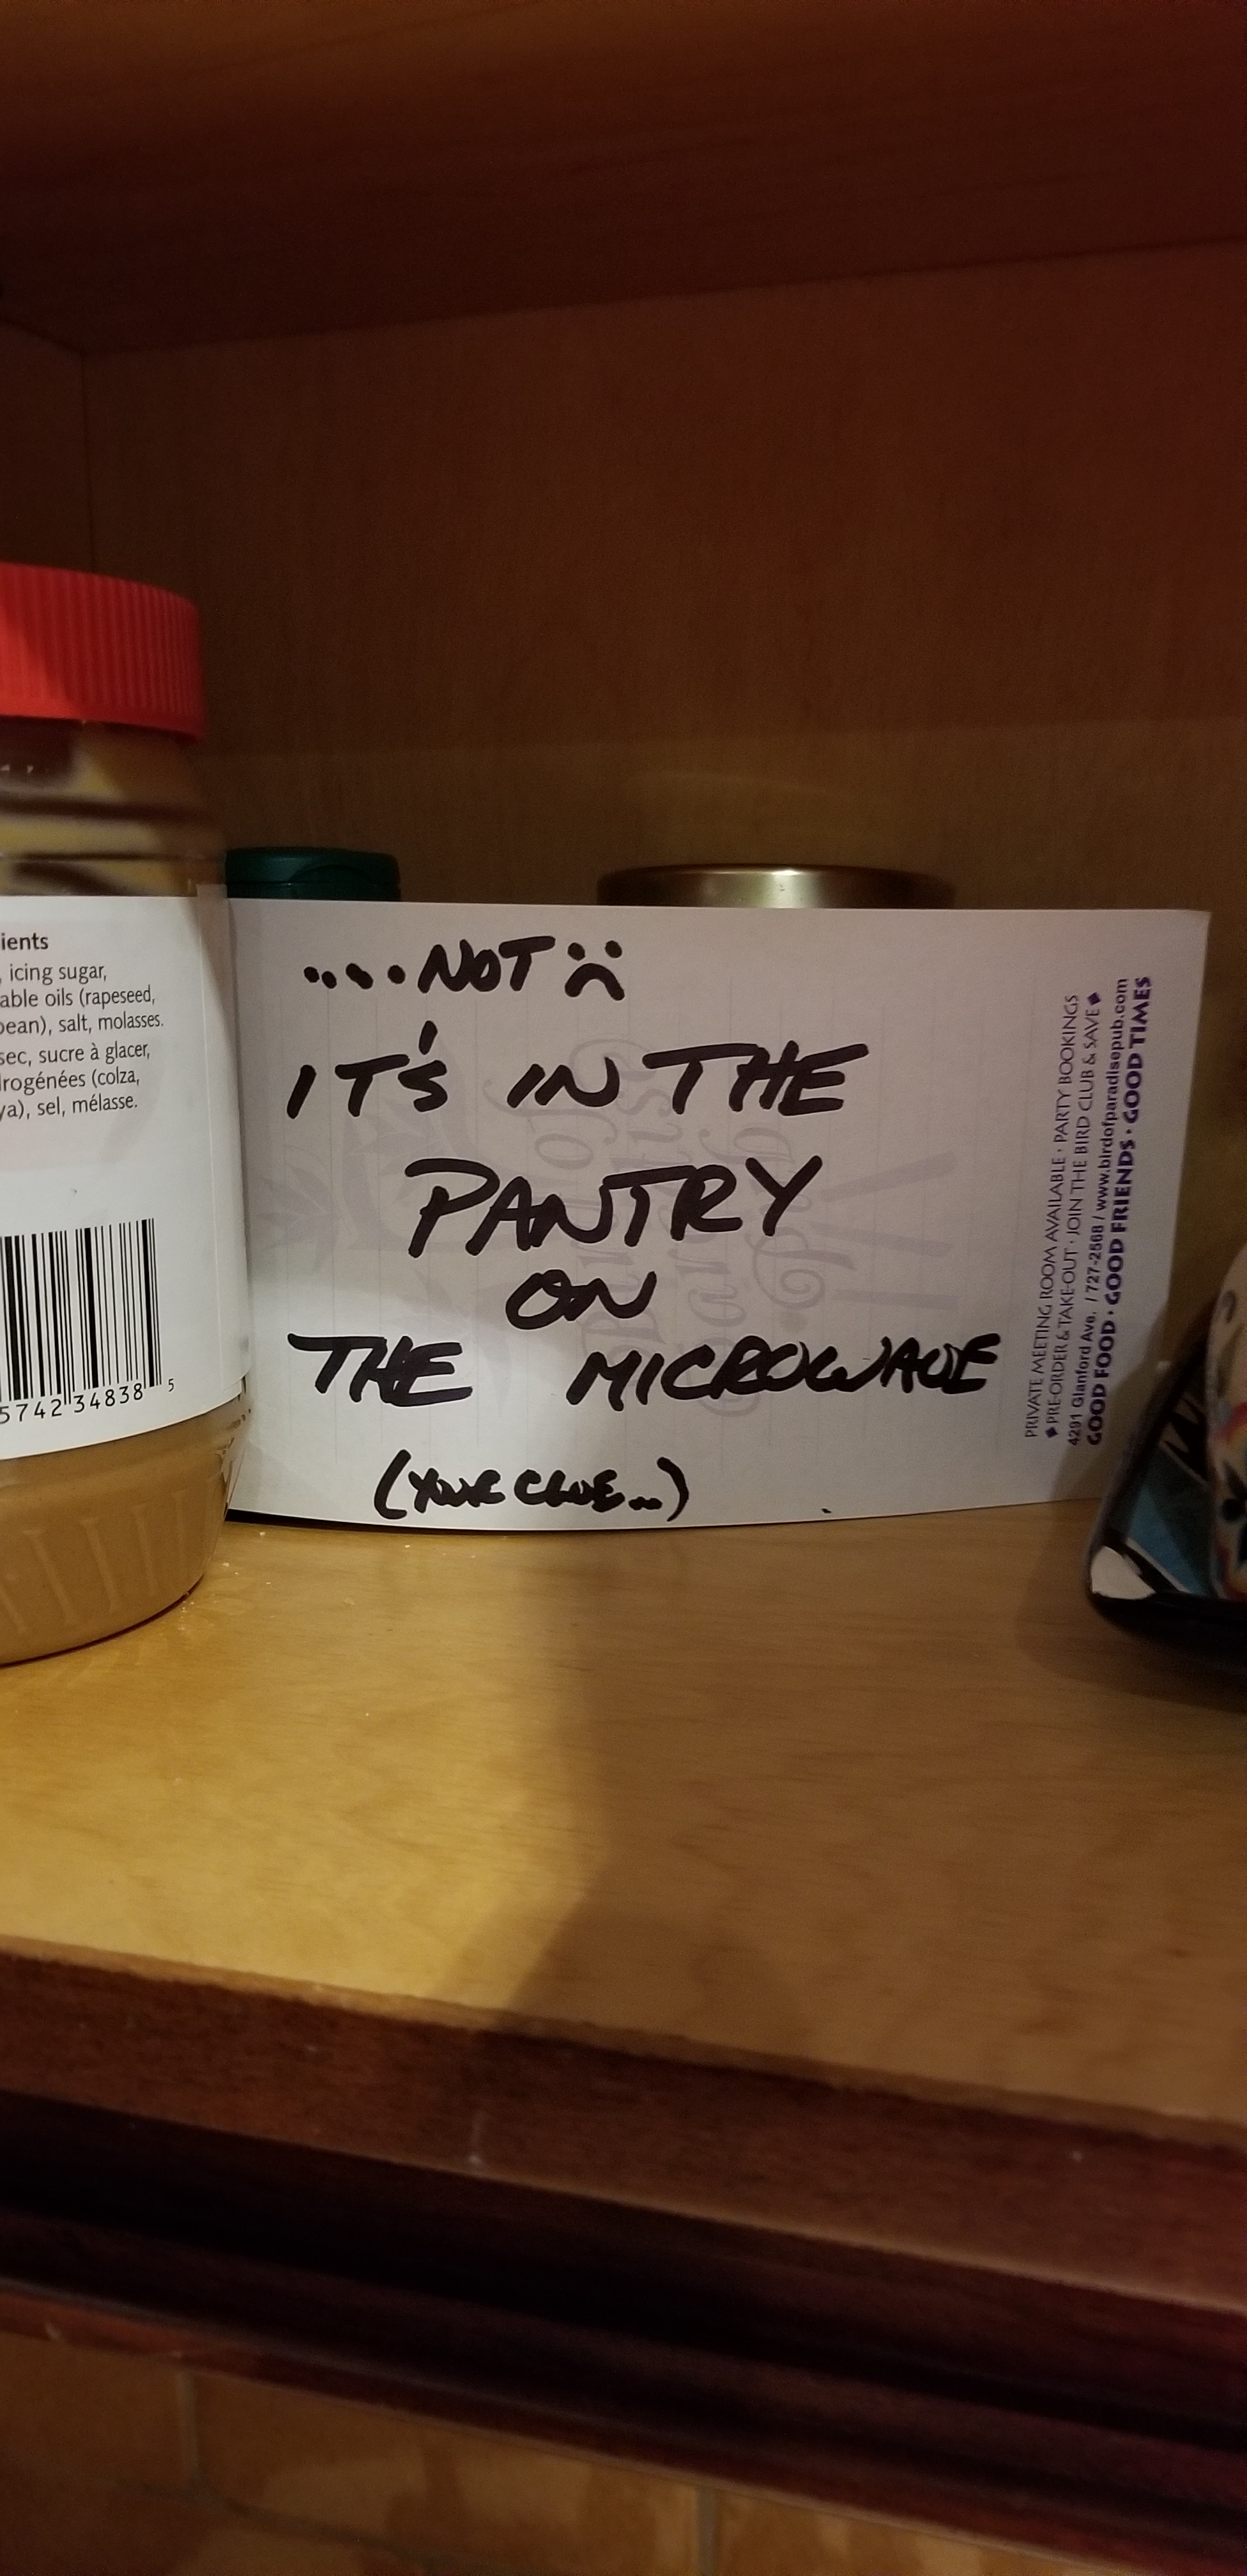 ients
, icing sugar,
able oils (rapeseed,
bean), salt, molasses.
sec, sucre à glacer,
rogénées (colza,
ya), sel, mélasse.
5742 34838 5
....NOT :(
IT'S IN THE
PANTRY
ON
THE MICROWAVE
(YOUR CLUE...)
PRIVATE MEETING ROOM AVAILABLE • PARTY BOOKINGS
◆ PRE-ORDER & TAKE-OUT • JOIN THE BIRD CLUB & SAVE ◆
4291 Glanford Ave. / 727-2568 / www.birdofparadisepub.com
GOOD FOOD • GOOD FRIENDS • GOOD TIMES